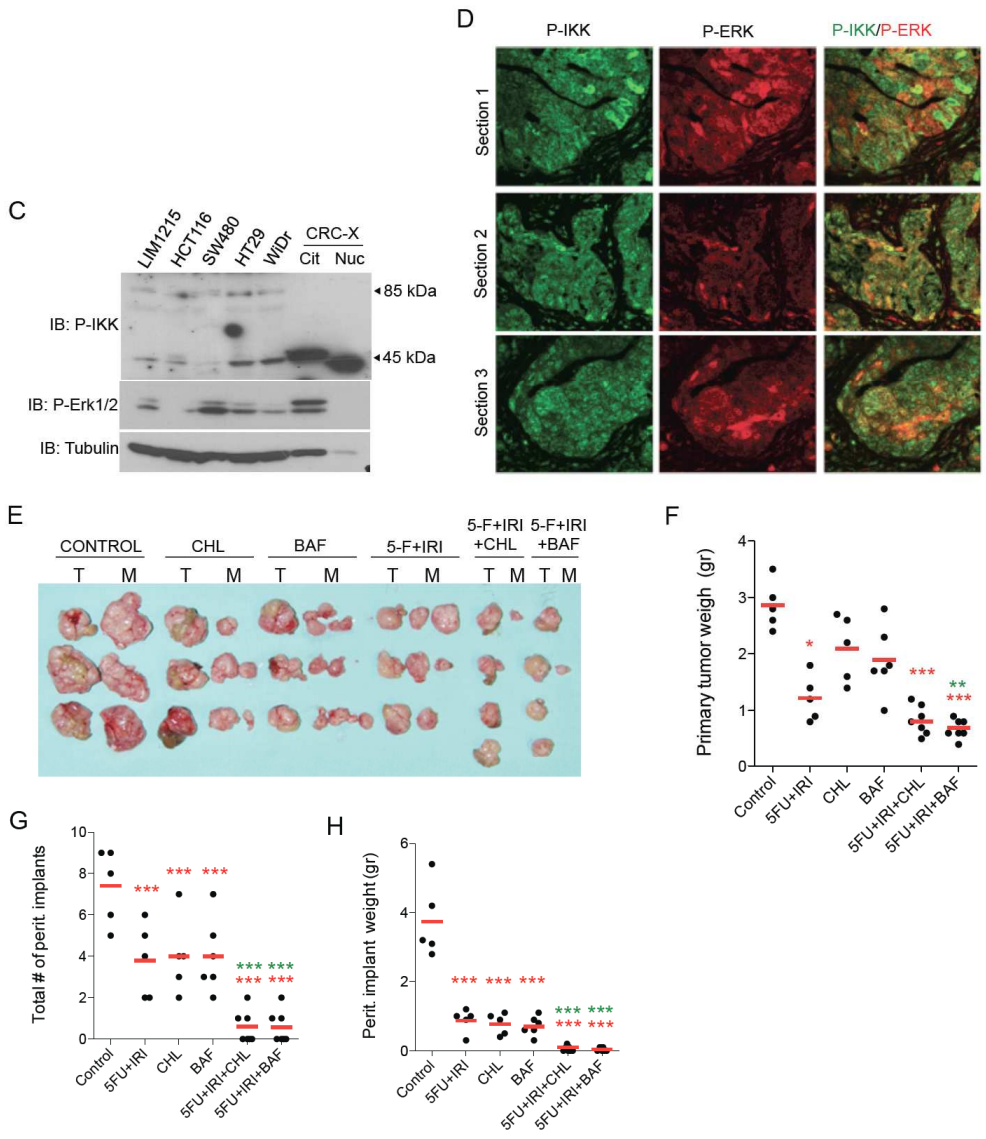 D
P-IKK P-ERK P-IKK/P-ERK
Section 1
Section 2
Section 3
C
LIM1215 HCT116 SW480 HT29 WiDr CRC-X
Cit Nuc
IB: P-IKK
85 kDa
45 kDa
IB: P-Erk1/2
IB: Tubulin
E
CONTROL CHL BAF 5-F+IRI 5-F+IRI +CHL 5-F+IRI +BAF
T M T M T M T M T M T M
F
Primary tumor weigh (gr)
4
3
2
1
0
* *** ** ***
Control 5FU+IRI CHL BAF 5FU+IRI+CHL 5FU+IRI+BAF
G
Total # of perit. implants
10
8
6
4
2
0
*** *** *** *** *** *** ***
Control 5FU+IRI CHL BAF 5FU+IRI+CHL 5FU+IRI+BAF
H
Perit. implant weight (gr)
6
4
2
0
*** *** *** *** *** *** ***
Control 5FU+IRI CHL BAF 5FU+IRI+CHL 5FU+IRI+BAF